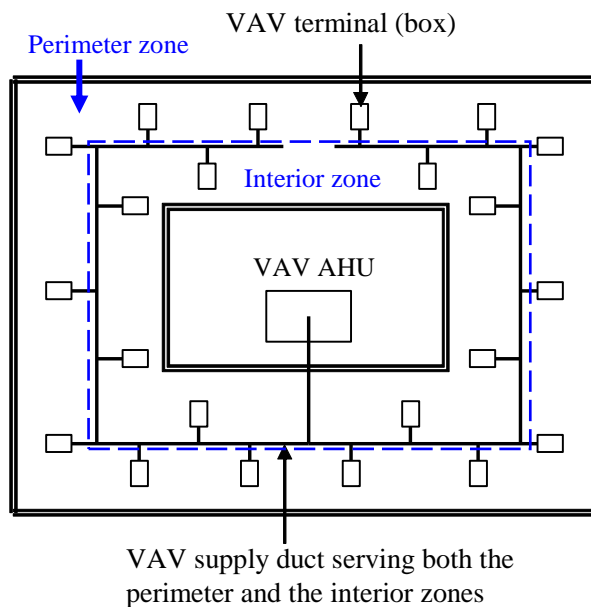 VAV terminal (box)
Perimeter zone
Interior zone
VAV AHU
VAV supply duct serving both the
perimeter and the interior zones